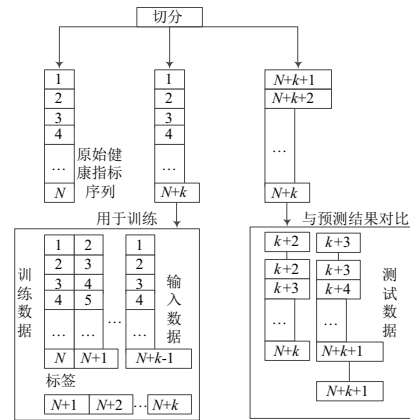 切分
1 1 N+k+1
2 2 N+k+2
3 3
4 4
… … …
原始健康指标序列
N N+k N+k
用于训练
与预测结果对比
训练数据
1 2 1
2 3 2
3 4 3
4 5 4
… … … …
N N+1 N+k-1
输入数据
标签
N+1 N+2 … N+k
k+2 k+3
k+2 k+3
k+3 k+4
… …
N+k N+k+1
N+k+1
测试数据